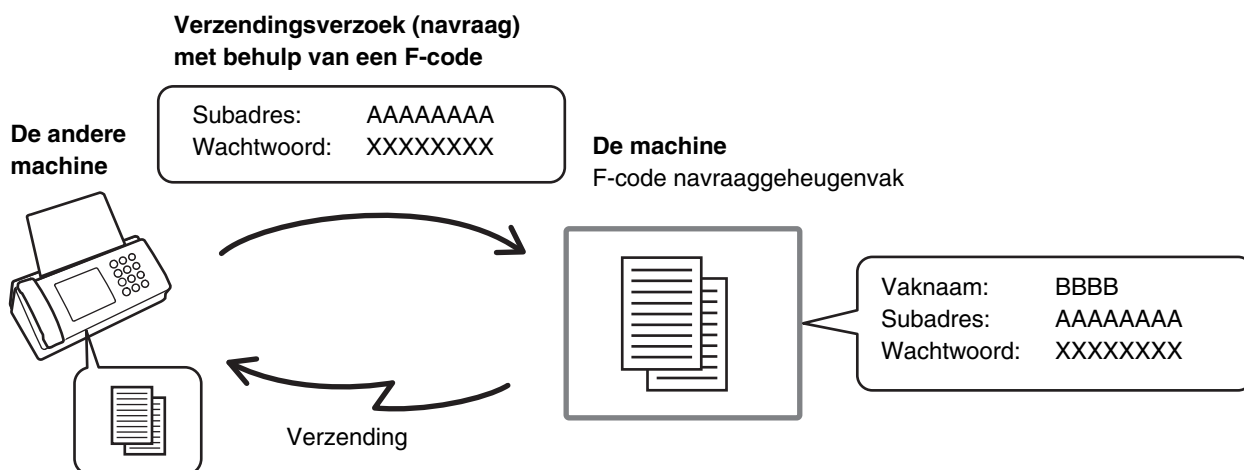 Verzendingsverzoek (navraag)
met behulp van een F-code
Subadres: AAAAAAAA
Wachtwoord: XXXXXXXX
De andere
machine
De machine
F-code navraaggeheugenvak
Vaknaam: BBBB
Subadres: AAAAAAAA
Wachtwoord: XXXXXXXX
Verzending